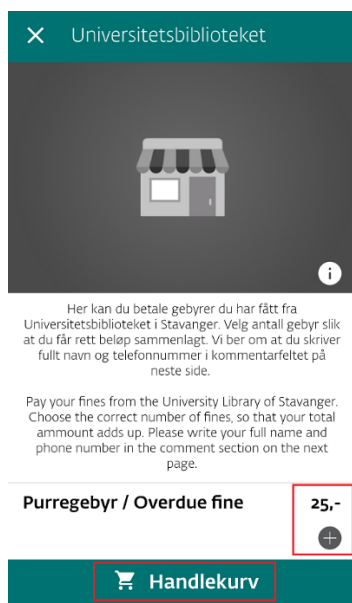 Universitetsbiblioteket
i
Her kan du betale gebyrer du har fått fra
Universitetsbiblioteket i Stavanger. Velg antall gebyr slik
at du får rett beløp sammenlagt. Vi ber om at du skriver
fullt navn og telefonnummer i kommentarfeltet på
neste side.
Pay your fines from the University Library of Stavanger.
Choose the correct number of fines, so that your total
ammount adds up. Please write your full name and
phone number in the comment section on the next
page.
Purregebyr / Overdue fine 25,-
Handlekurv